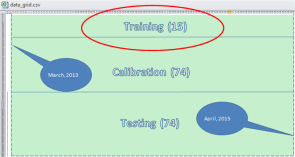 data_grid.csv
Training (15)
March, 2013
Calibration (74)
Testing (74)
April, 2015